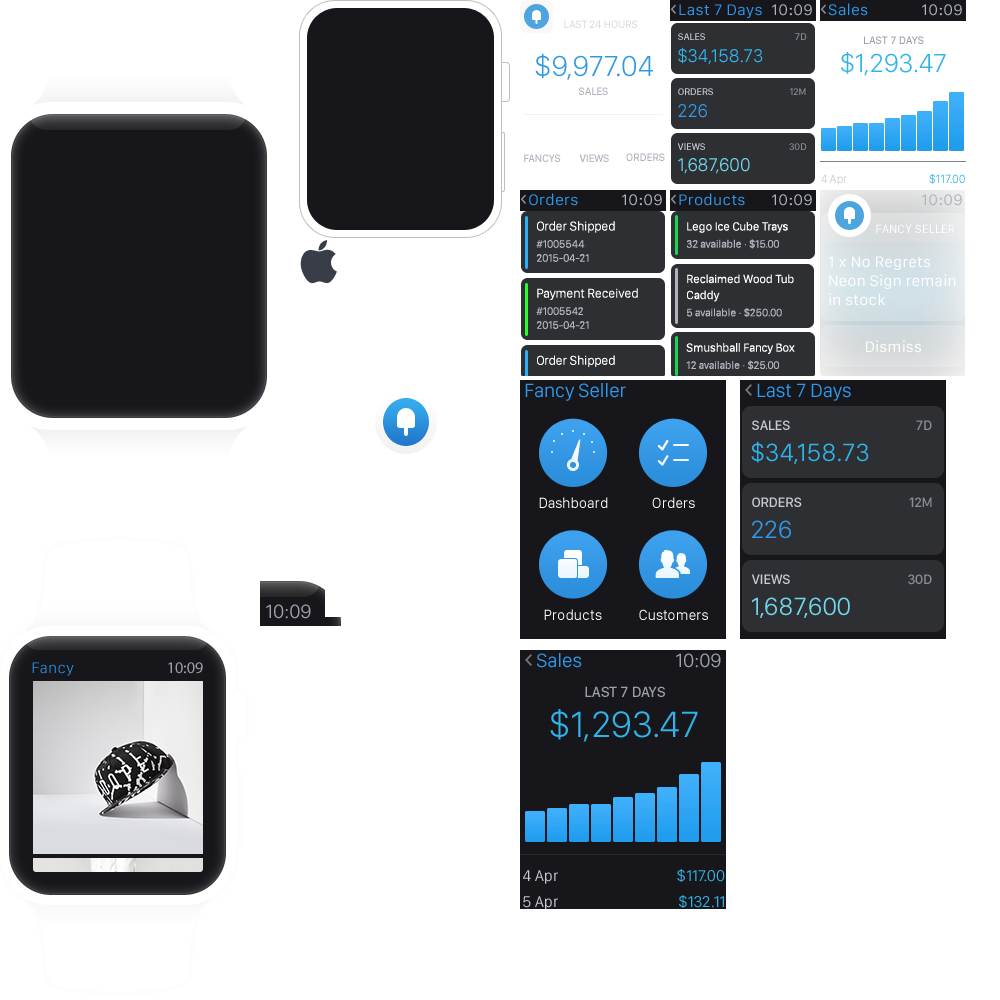 LAST 24 HOURS
$9,977.04
SALES
FANCYS VIEWS ORDERS
Last 7 Days 10:09
SALES 7D
$34,158.73
ORDERS 12M
226
VIEWS 30D
1,687,600
Sales 10:09
LAST 7 DAYS
$1,293.47
4 Apr $117.00
Orders 10:09
Order Shipped
#1005544
2015-04-21
Payment Received
#1005542
2015-04-21
Order Shipped
Products 10:09
Lego Ice Cube Trays
32 available · $15.00
Reclaimed Wood Tub
Caddy
5 available · $250.00
Smushball Fancy Box
12 available · $25.00
10:09
FANCY SELLER
1 x No Regrets
Neon Sign remain
in stock
Dismiss
Fancy Seller
Dashboard Orders
Products Customers
Last 7 Days
SALES 7D
$34,158.73
ORDERS 12M
226
VIEWS 30D
1,687,600
10:09
Fancy 10:09
Sales 10:09
LAST 7 DAYS
$1,293.47
4 Apr $117.00
5 Apr $132.11